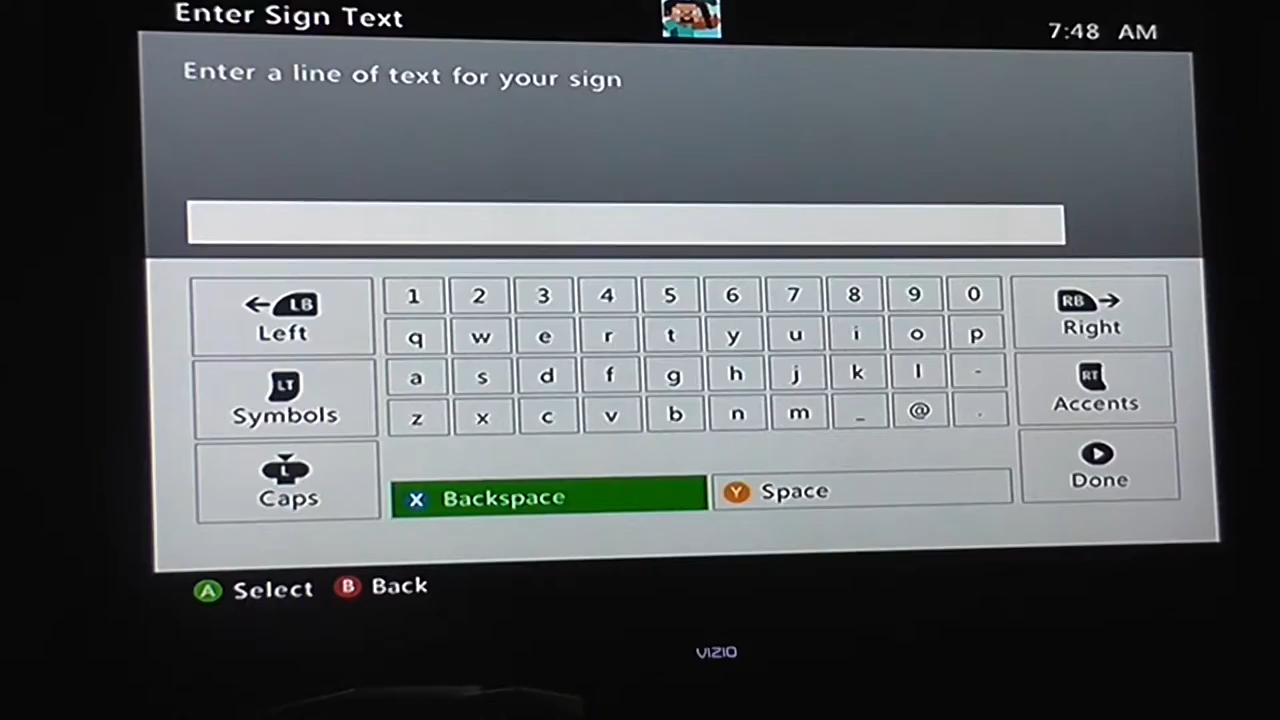 Enter Sign Text
7:48 AM
Enter a line of text for your sign
LB
Left
1 2 3 4 5 6 7 8 9 0
RB
Right
q w e r t y u i o p
LT
Symbols
a s d f g h j k l -
RT
Accents
z x c v b n m _ @ .
L
Caps
X Backspace
Y Space
Done
A Select B Back
VIZIO